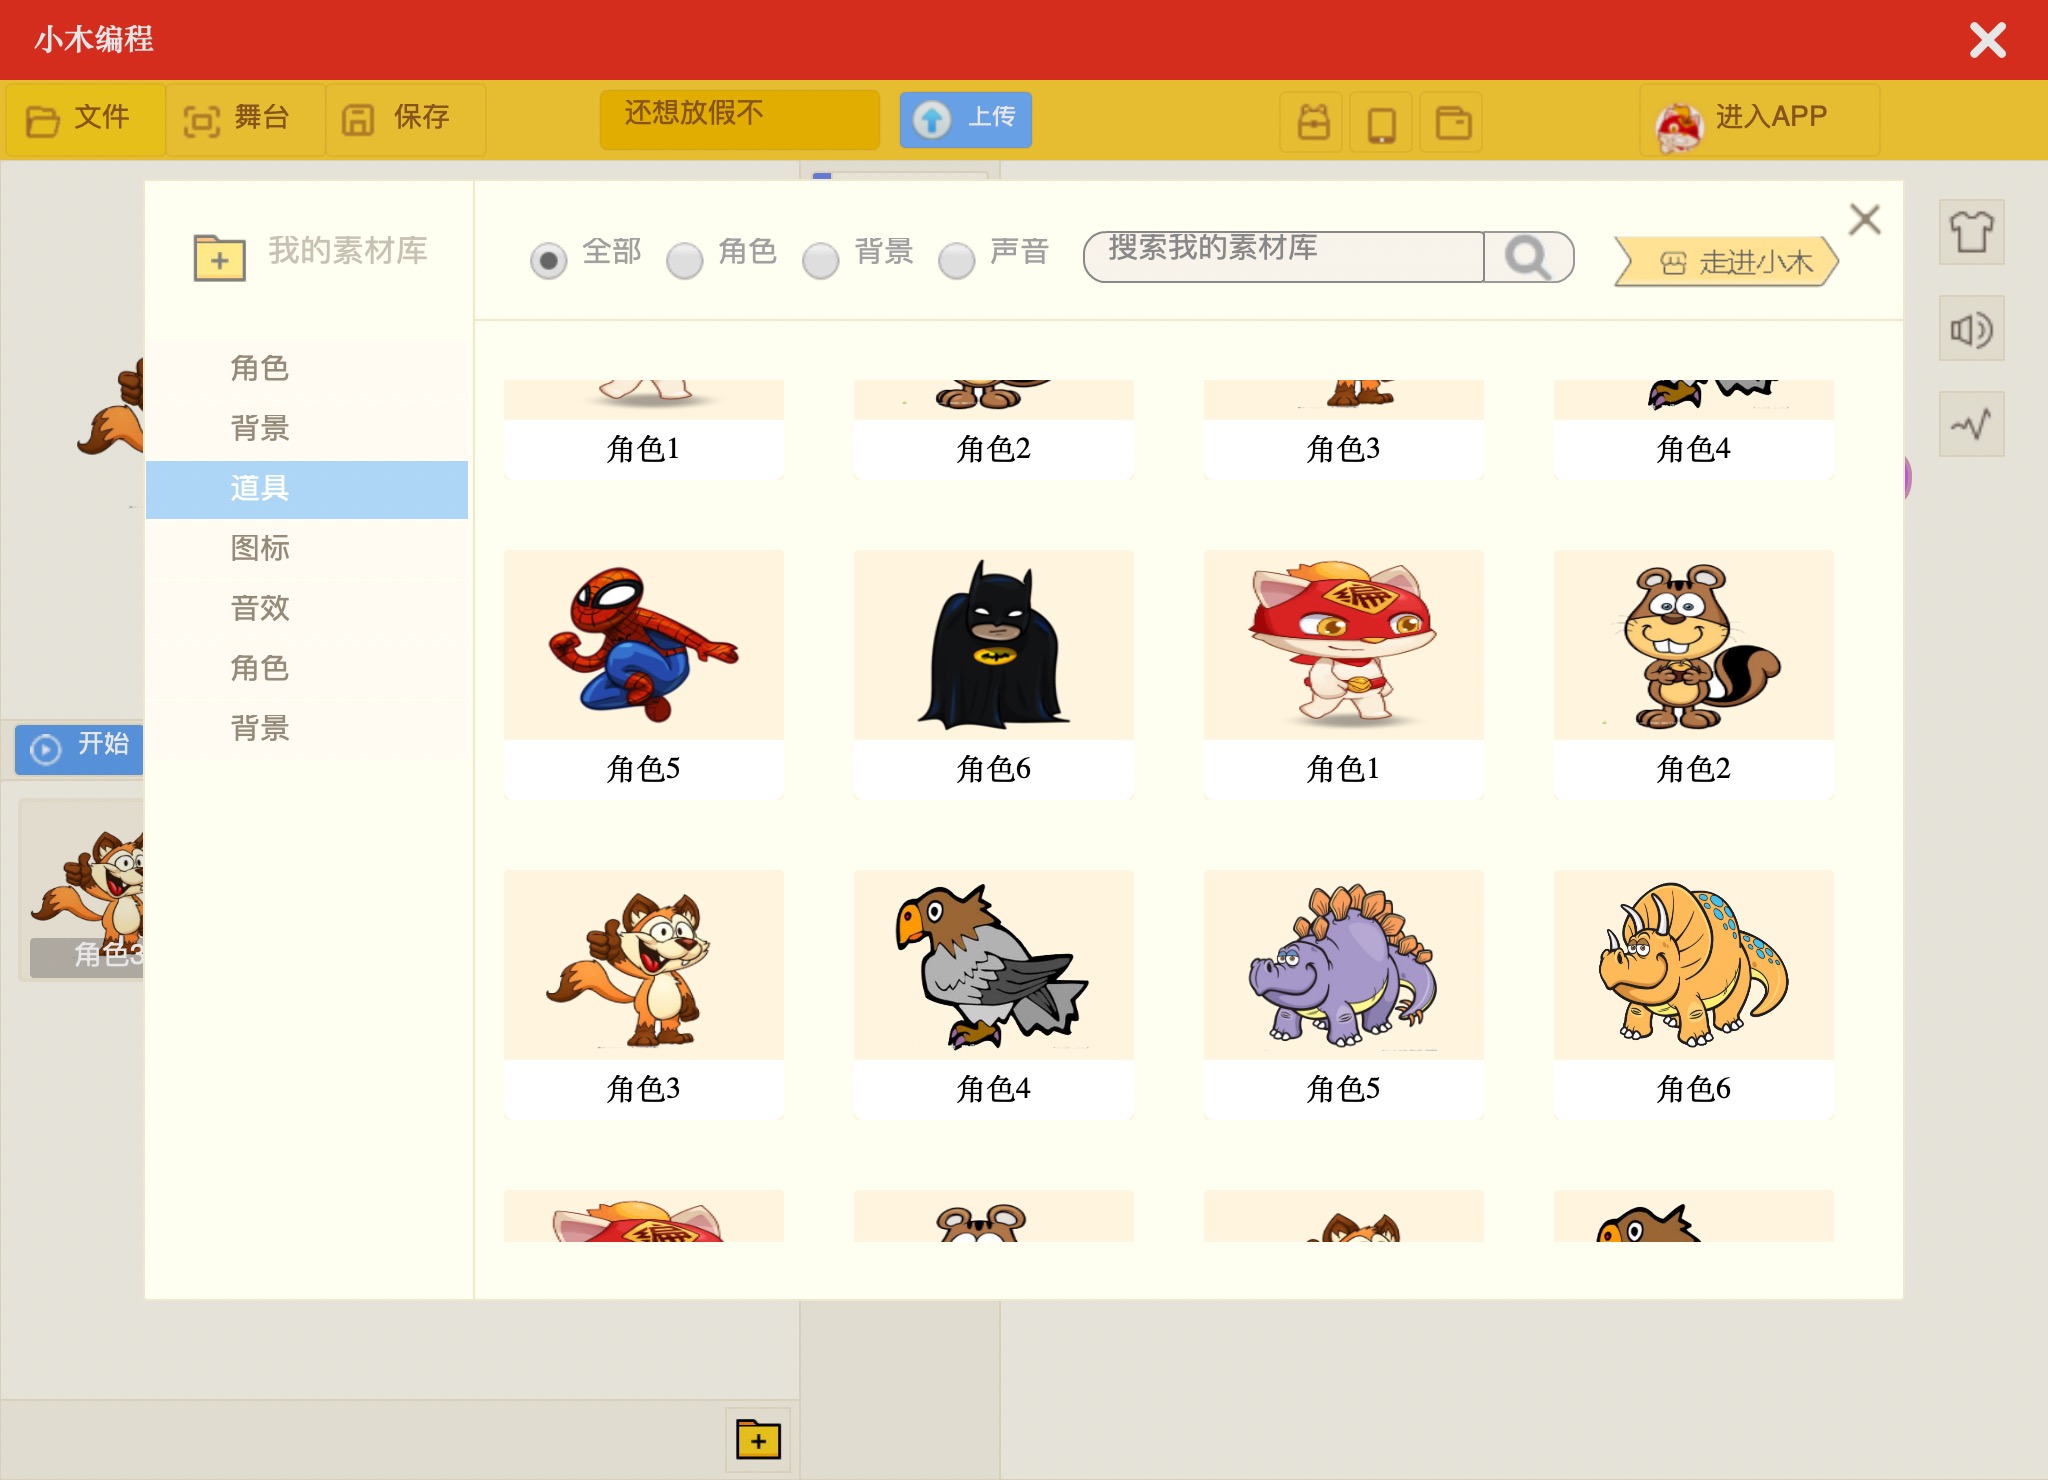 小木编程
文件
舞台
保存
还想放假不
上传
进入APP
我的素材库
全部
角色
背景
声音
搜索我的素材库
走进小木
角色
背景
道具
图标
音效
角色
背景
角色1
角色2
角色3
角色4
角色5
角色6
角色1
角色2
角色3
角色4
角色5
角色6
开始
角色3